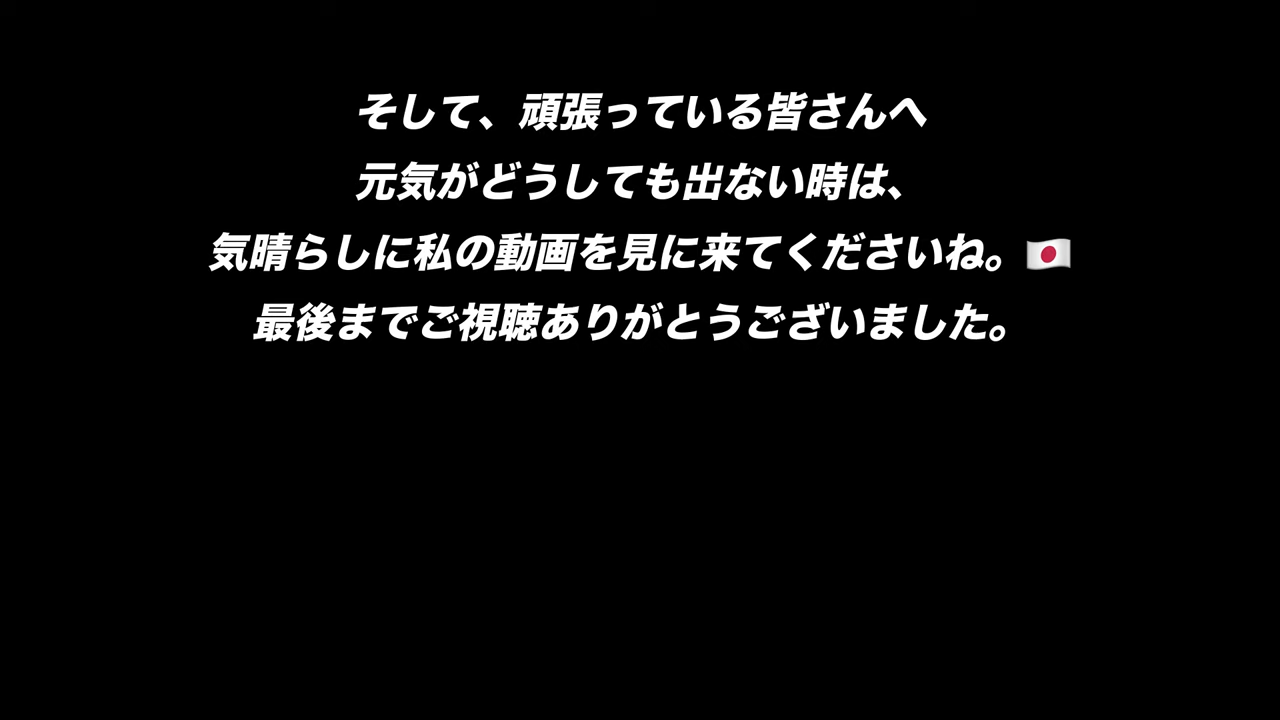 そして、頑張っている皆さんへ
元気がどうしても出ない時は、
気晴らしに私の動画を見に来てくださいね。🇯🇵
最後までご視聴ありがとうございました。